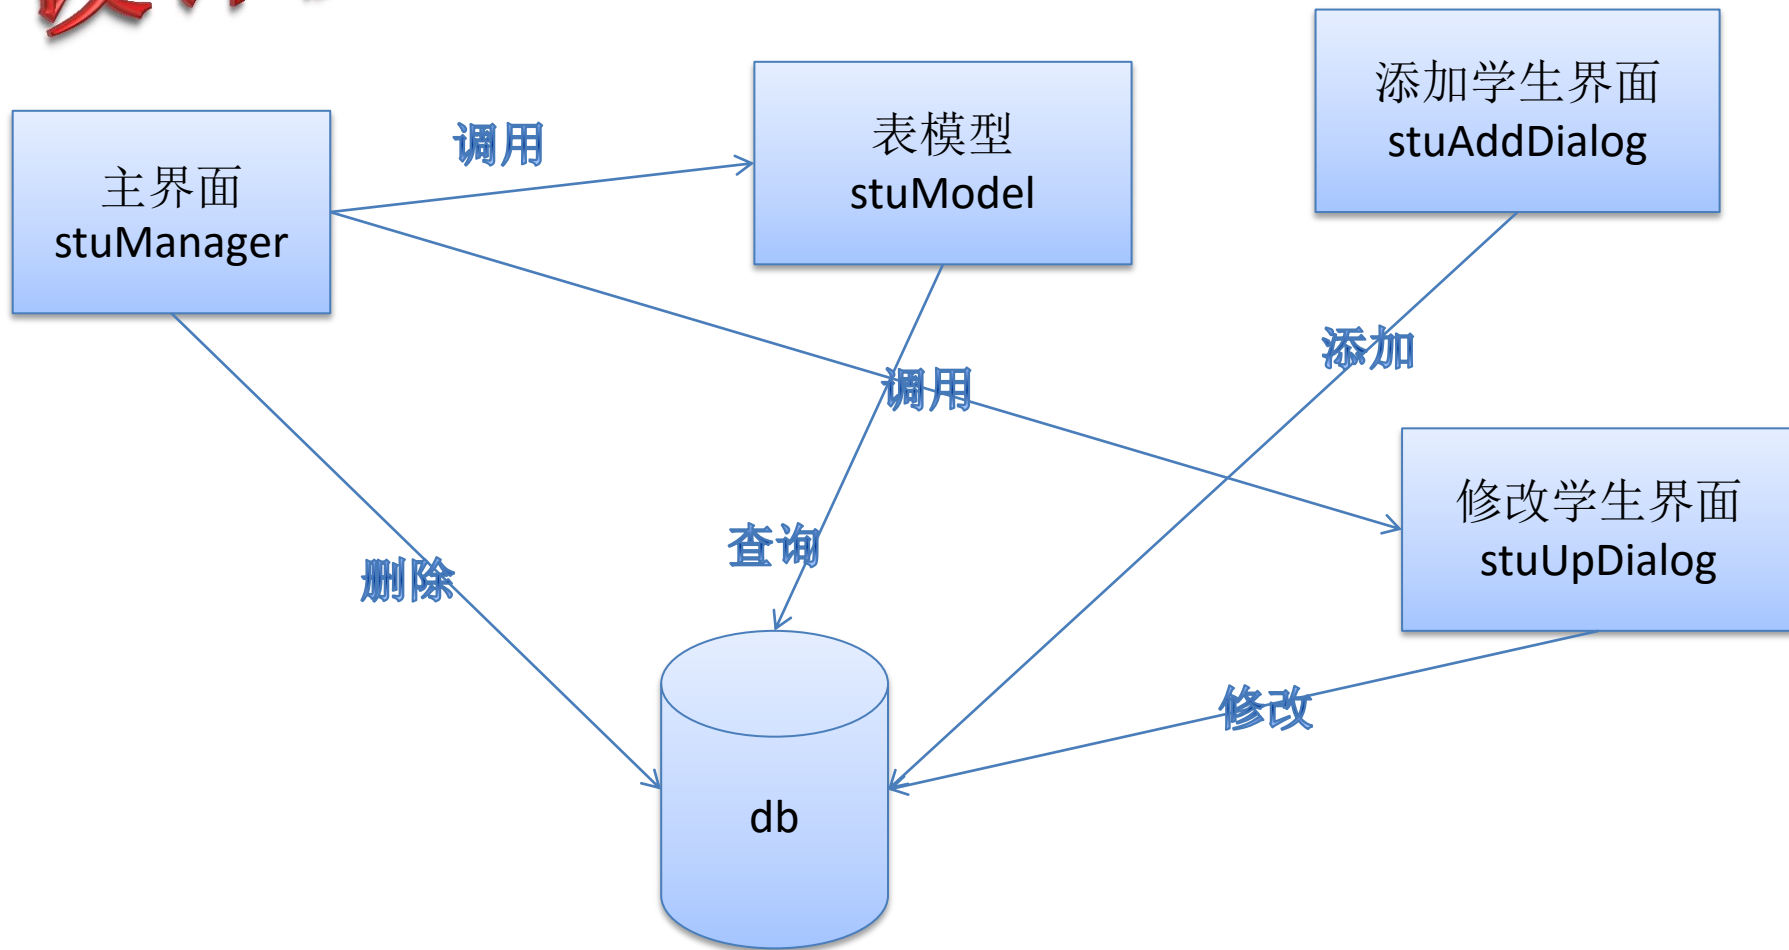 添加学生界面
stuAddDialog
表模型
stuModel
调用
主界面
stuManager
添加
调用
修改学生界面
stuUpDialog
查询
删除
修改
db